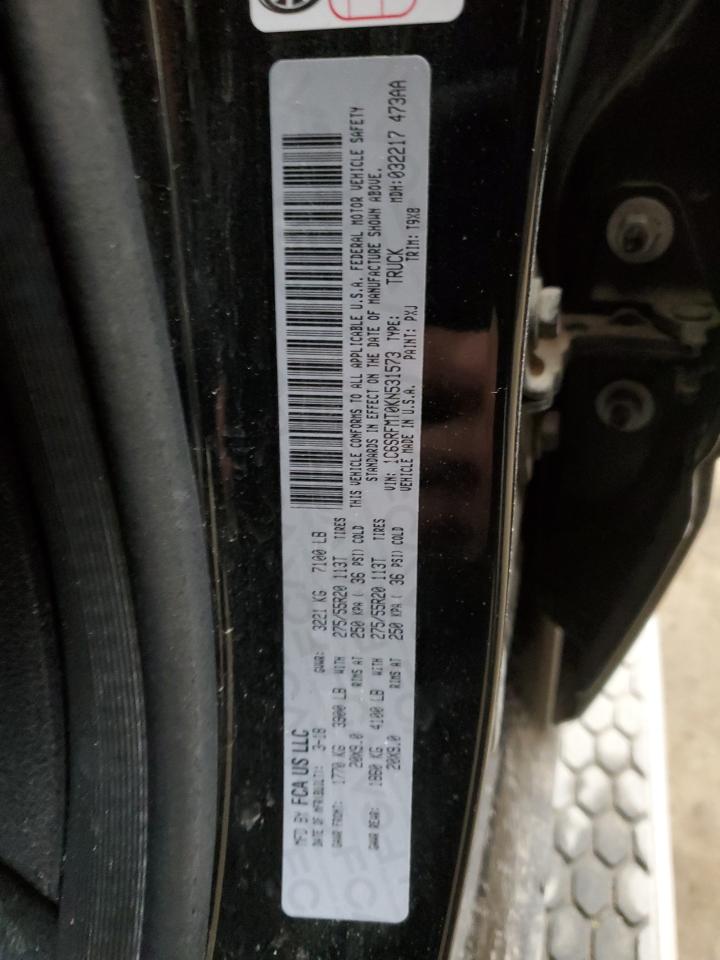 MFD BY FCA US LLC
DATE OF MFR(BUILT): 3-18 GVWR: 3221 KG 7100 LB
GAWR FRONT: 1770 KG 3900 LB WITH 275/55R20 113T TIRES
20X9.0 RIMS AT 250 KPA ( 36 PSI) COLD
GAWR REAR: 1860 KG 4100 LB WITH 275/55R20 113T TIRES
20X9.0 RIMS AT 250 KPA ( 36 PSI) COLD
THIS VEHICLE CONFORMS TO ALL APPLICABLE U.S.A. FEDERAL MOTOR VEHICLE SAFETY
STANDARDS IN EFFECT ON THE DATE OF MANUFACTURE SHOWN ABOVE.
VIN: 1C6SRFMT0KN531573 TYPE: TRUCK MDH:032217 473AA
VEHICLE MADE IN U.S.A. PAINT: PXJ TRIM: T9X8